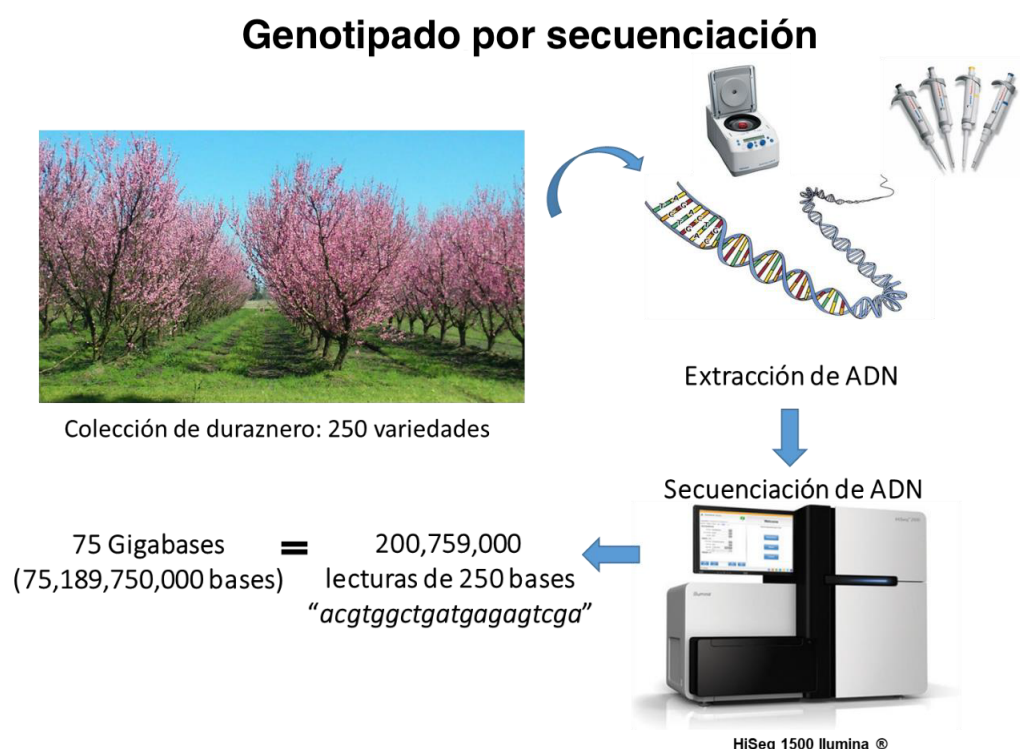 Genotipado por secuenciación
Colección de duraznero: 250 variedades
Extracción de ADN
Secuenciación de ADN
75 Gigabases
(75,189,750,000 bases)
=
200,759,000
lecturas de 250 bases
“acgtggctgatgagagtcga”
Welcome
HiSeq 1500 Ilumina ®